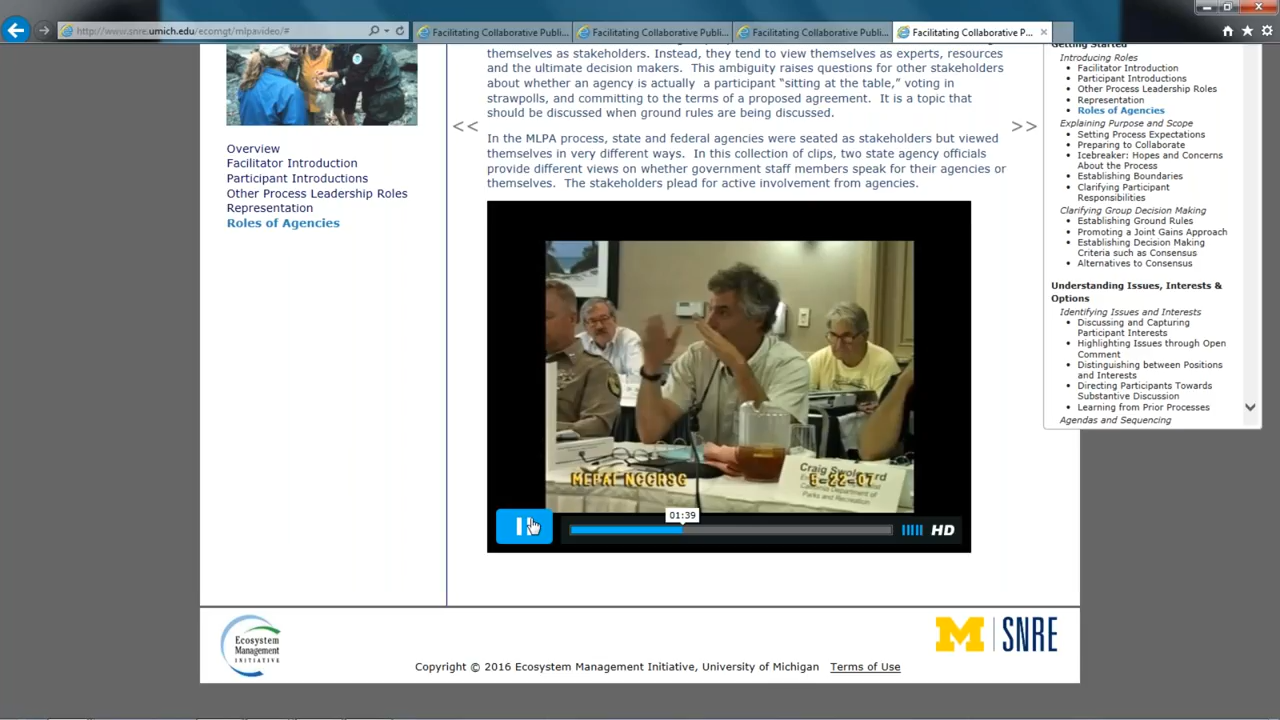 http://www.snre.umich.edu/ecomgt/mlpavideo/#
Facilitating Collaborative Publi...
Facilitating Collaborative Publi...
Facilitating Collaborative Publi...
Facilitating Collaborative P...
themselves as stakeholders. Instead, they tend to view themselves as experts, resources
and the ultimate decision makers. This ambiguity raises questions for other stakeholders
about whether an agency is actually a participant “sitting at the table,” voting in
strawpolls, and committing to the terms of a proposed agreement. It is a topic that
should be discussed when ground rules are being discussed.
<<
>>
In the MLPA process, state and federal agencies were seated as stakeholders but viewed
themselves in very different ways. In this collection of clips, two state agency officials
provide different views on whether government staff members speak for their agencies or
themselves. The stakeholders plead for active involvement from agencies.
Overview
Facilitator Introduction
Participant Introductions
Other Process Leadership Roles
Representation
Roles of Agencies
Getting Started
Introducing Roles
Facilitator Introduction
Participant Introductions
Other Process Leadership Roles
Representation
Roles of Agencies
Explaining Purpose and Scope
Setting Process Expectations
Preparing to Collaborate
Icebreaker: Hopes and Concerns
About the Process
Establishing Boundaries
Clarifying Participant
Responsibilities
Clarifying Group Decision Making
Establishing Ground Rules
Promoting a Joint Gains Approach
Establishing Decision Making
Criteria such as Consensus
Alternatives to Consensus
Understanding Issues, Interests &
Options
Identifying Issues and Interests
Discussing and Capturing
Participant Interests
Highlighting Issues through Open
Comment
Distinguishing between Positions
and Interests
Directing Participants Towards
Substantive Discussion
Learning from Prior Processes
Agendas and Sequencing
Craig
5-22-07
California Department of
Parks and Recreation
01:39
HD
Ecosystem
Management
INITIATIVE
M SNRE
Copyright © 2016 Ecosystem Management Initiative, University of Michigan Terms of Use